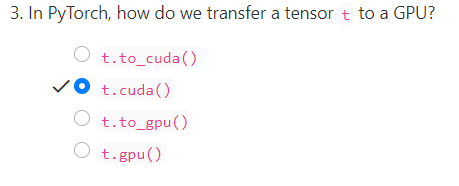 3. In PyTorch, how do we transfer a tensor t to a GPU?
t.to_cuda()
t.cuda()
t.to_gpu()
t.gpu()